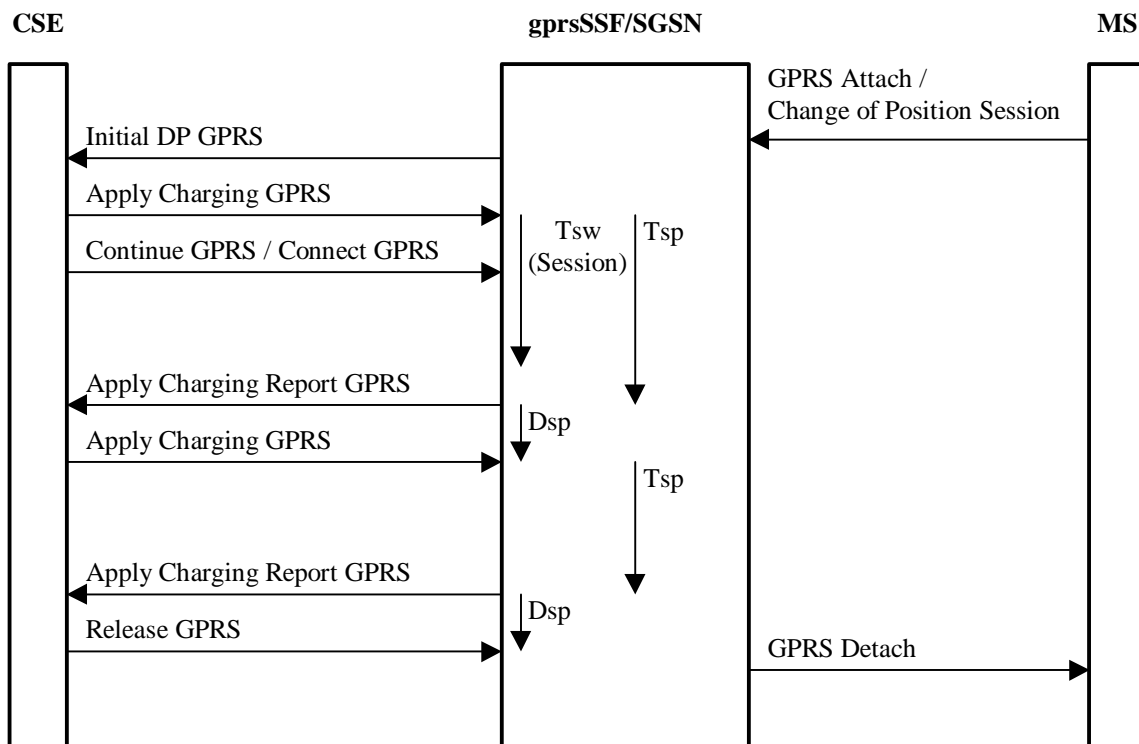 CSE
gprsSSF/SGSN
MS
GPRS Attach /
Change of Position Session
Initial DP GPRS
Apply Charging GPRS
Tsw
(Session)
Tsp
Continue GPRS / Connect GPRS
Apply Charging Report GPRS
Dsp
Apply Charging GPRS
Tsp
Apply Charging Report GPRS
Dsp
Release GPRS
GPRS Detach